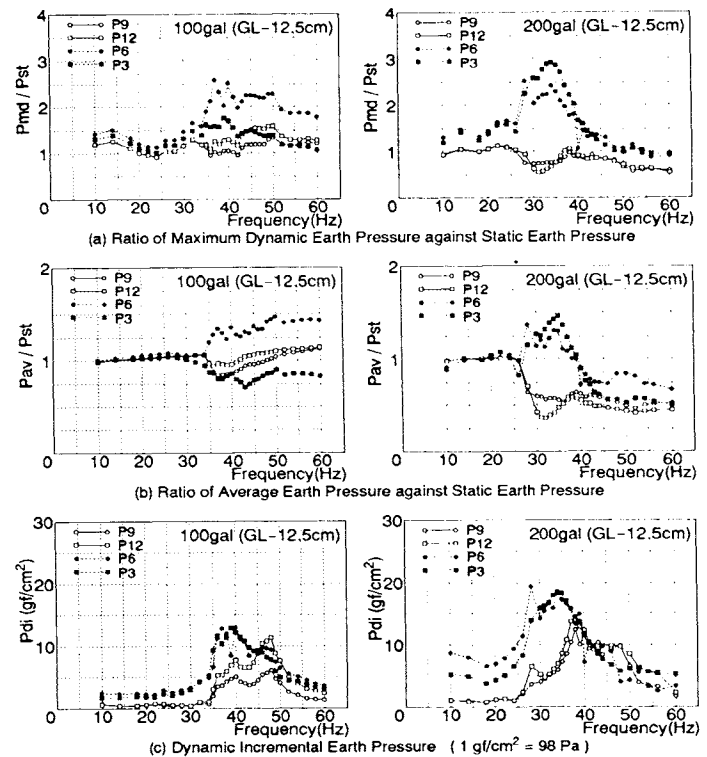 4
3
2
1
0
Pmd / Pst
P9
P12
P6
P3
100gal (GL-12.5cm)
10 20 30 40 50 60
Frequency(Hz)
4
3
2
1
0
Pmd / Pst
P9
P12
P6
P3
200gal (GL-12.5cm)
10 20 30 40 50 60
Frequency(Hz)
(a) Ratio of Maximum Dynamic Earth Pressure against Static Earth Pressure
2
1
0
Pav / Pst
P9
P12
P6
P3
100gal (GL-12.5cm)
10 20 30 40 50 60
Frequency(Hz)
2
1
0
Pav / Pst
P9
P12
P6
P3
200gal (GL-12.5cm)
10 20 30 40 50 60
Frequency(Hz)
(b) Ratio of Average Earth Pressure against Static Earth Pressure
30
20
10
0
Pdi (gf/cm²)
P9
P12
P6
P3
100gal (GL-12.5cm)
10 20 30 40 50 60
Frequency(Hz)
30
20
10
0
Pdi (gf/cm²)
P9
P12
P6
P3
200gal (GL-12.5cm)
10 20 30 40 50 60
Frequency(Hz)
(c) Dynamic Incremental Earth Pressure ( 1 gf/cm² = 98 Pa )